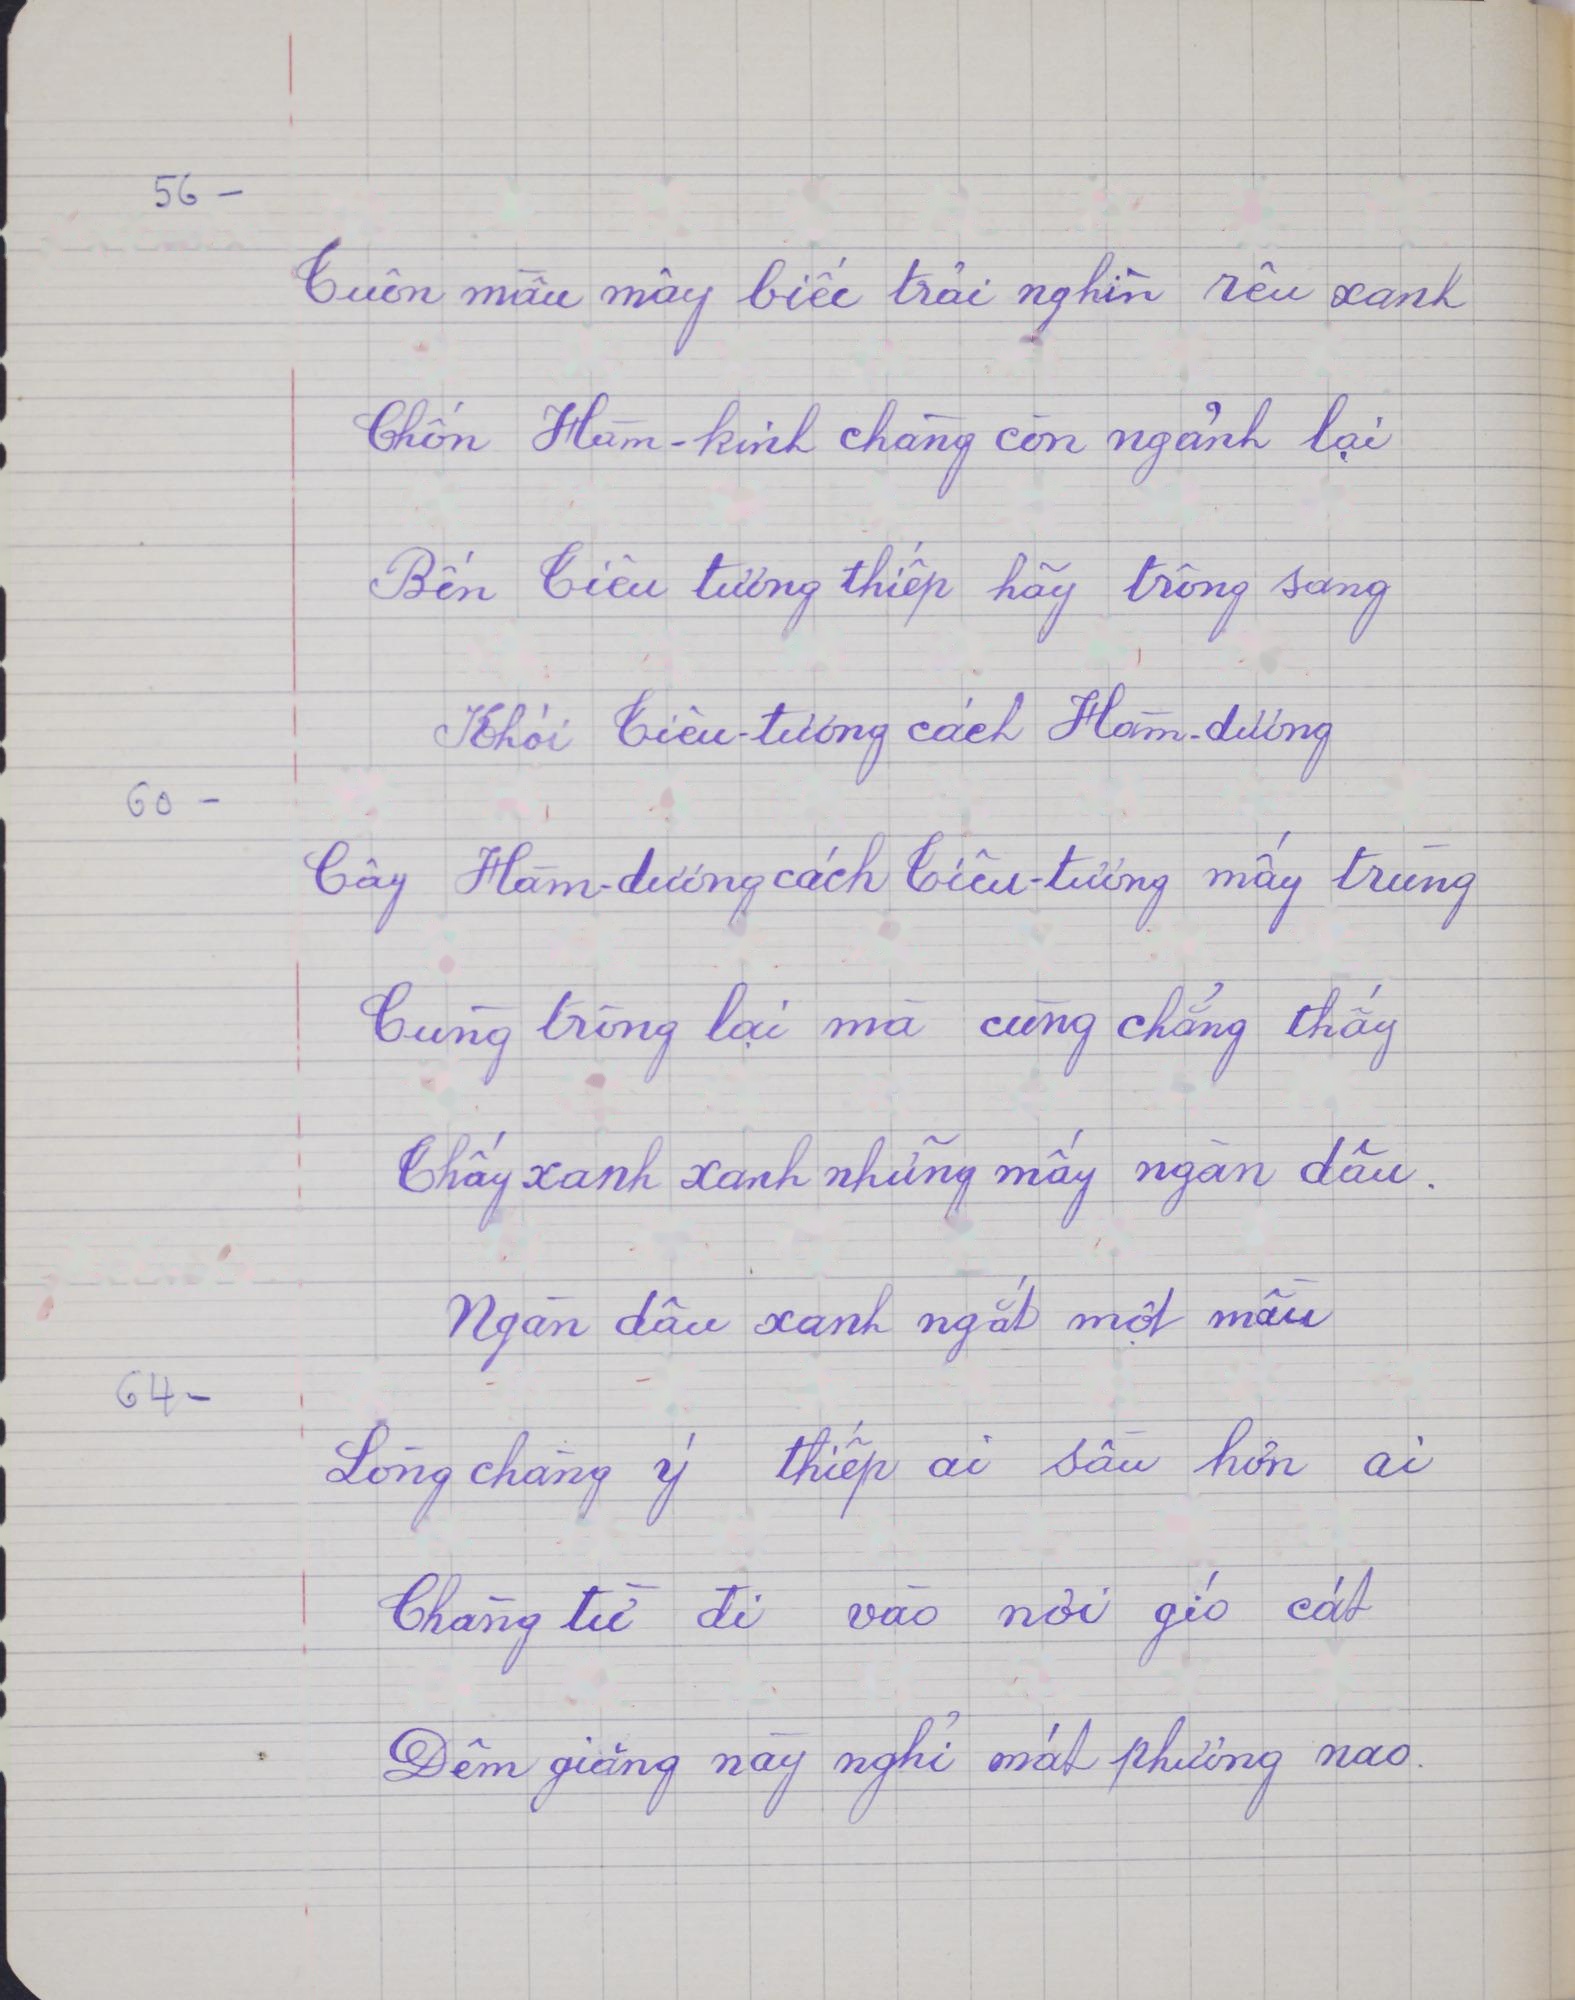 56 -
Tuôn mầu mây biếc trải nghìn rêu xanh
Chốn Hàm-kinh chàng còn ngảnh lại
Bến Tiêu tương thiếp hãy trông sang
Khói Tiêu-tương cách Hàm-dương
60 -
Cây Hàm-dương cách Tiêu-tương mấy trùng
Cùng trông lại mà cùng chẳng thấy
Thấy xanh xanh những mấy ngàn dâu.
Ngàn dâu xanh ngắt một mầu
64 -
Lòng chàng ý thiếp ai sầu hơn ai
Chàng từ đi vào nơi gió cát
Đêm giăng này nghỉ mát phương nao.